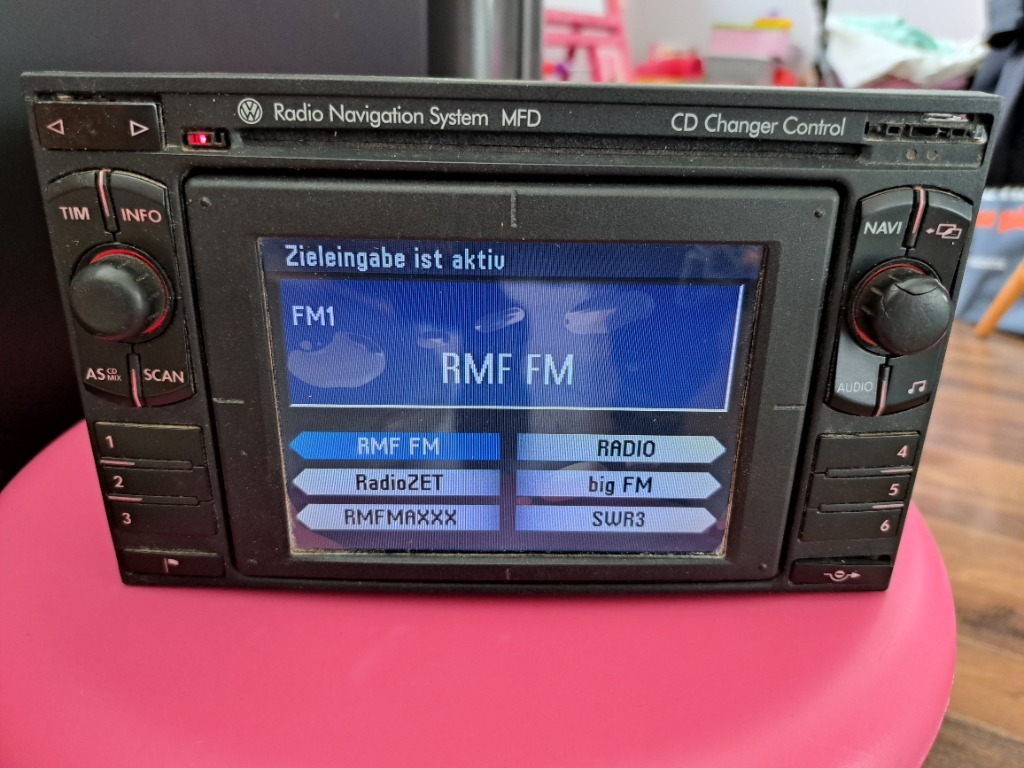 VW Radio Navigation System MFD
CD Changer Control
TIM INFO
NAVI
Zieleingabe ist aktiv
FM1
RMF FM
AS CD MIX SCAN
AUDIO
1
2
3
RMF FM
RadioZET
RMFMAXXX
RADIO
big FM
SWR3
4
5
6